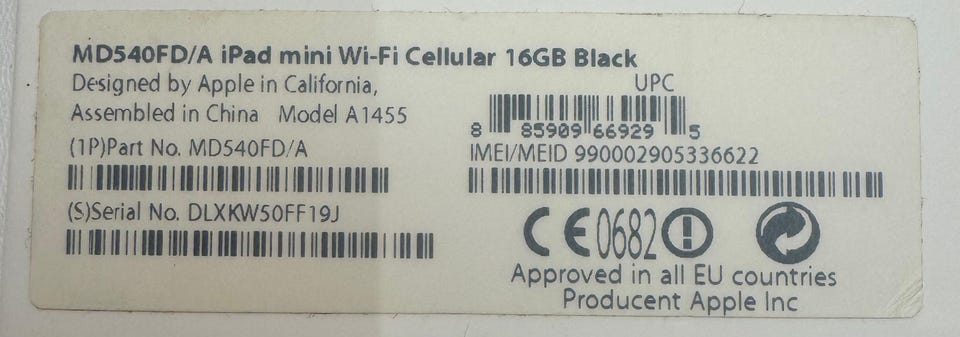 MD540FD/A iPad mini Wi-Fi Cellular 16GB Black
Designed by Apple in California,
Assembled in China Model A1455
UPC
8 85909 66929 5
(1P)Part No. MD540FD/A
IMEI/MEID 990002905336622
(S)Serial No. DLXKW50FF19J
CE0682
Approved in all EU countries
Producent Apple Inc